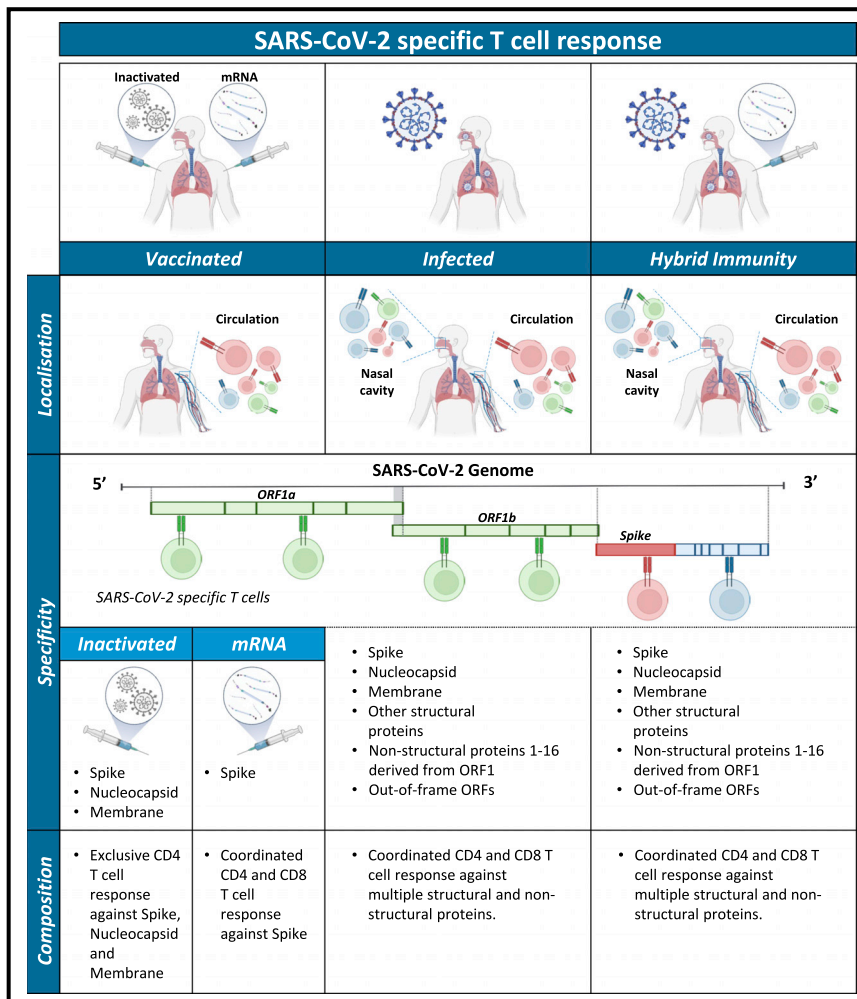 SARS-CoV-2 specific T cell response
Inactivated
mRNA
Vaccinated
Infected
Hybrid Immunity
Localisation
Circulation
Nasal
cavity
Circulation
Nasal
cavity
Circulation
Specificity
SARS-CoV-2 Genome
5’
3’
ORF1a
ORF1b
Spike
SARS-CoV-2 specific T cells
Inactivated
mRNA
• Spike
• Nucleocapsid
• Membrane
• Spike
• Spike
• Nucleocapsid
• Membrane
• Other structural
proteins
• Non-structural proteins 1-16
derived from ORF1
• Out-of-frame ORFs
• Spike
• Nucleocapsid
• Membrane
• Other structural
proteins
• Non-structural proteins 1-16
derived from ORF1
• Out-of-frame ORFs
Composition
• Exclusive CD4
T cell
response
against Spike,
Nucleocapsid
and
Membrane
• Coordinated
CD4 and CD8
T cell
response
against Spike
• Coordinated CD4 and CD8 T
cell response against
multiple structural and non-
structural proteins.
• Coordinated CD4 and CD8 T
cell response against
multiple structural and non-
structural proteins.